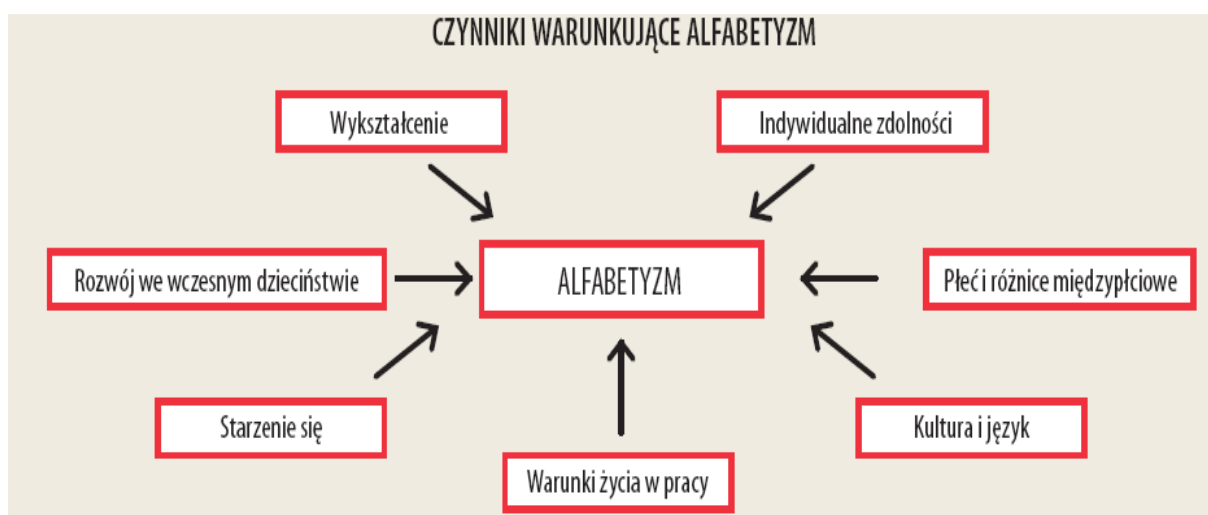 CZYNNIKI WARUNKUJĄCE ALFABETYZM
Wykształcenie
Indywidualne zdolności
Rozwój we wczesnym dzieciństwie
ALFABETYZM
Płeć i różnice międzypłciowe
Starzenie się
Kultura i język
Warunki życia w pracy